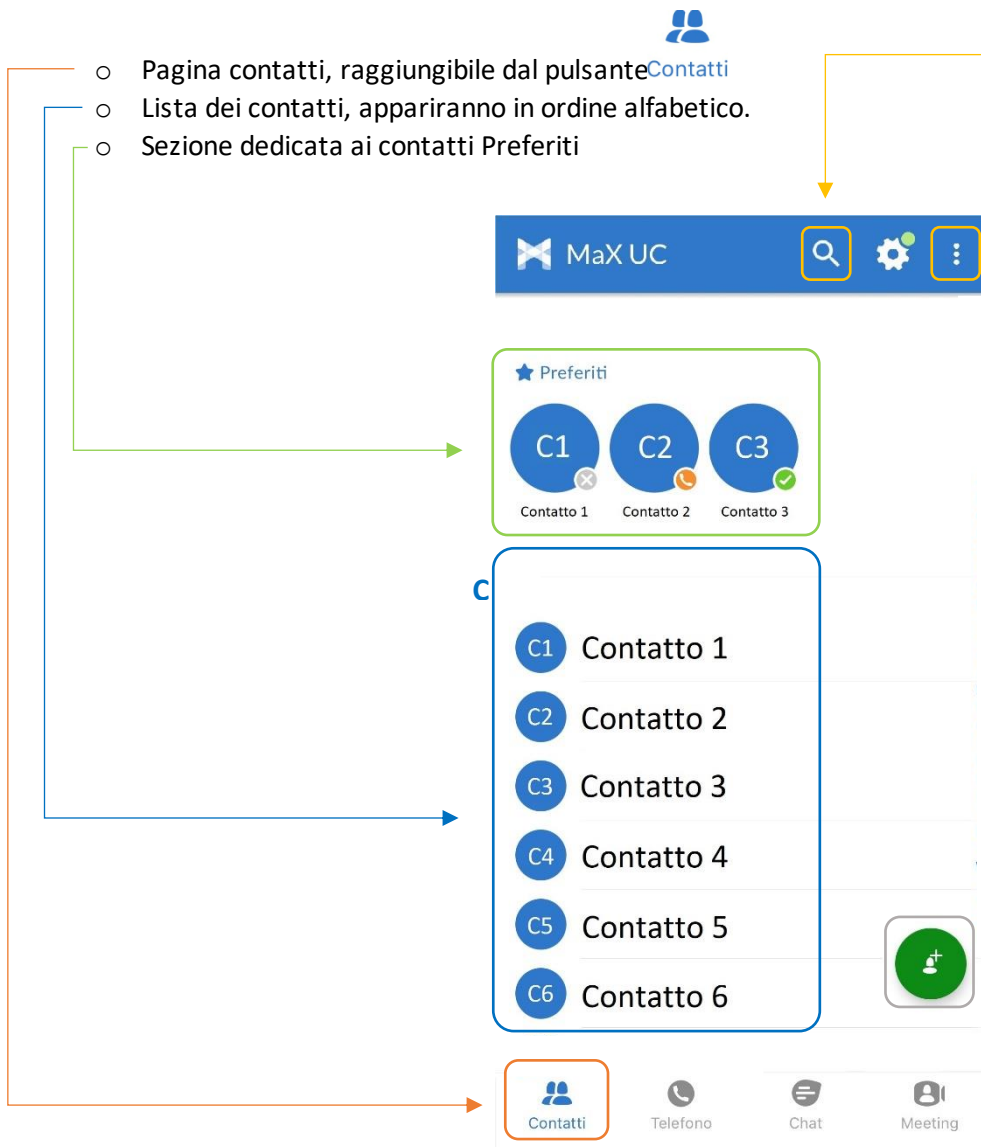 o Pagina contatti, raggiungibile dal pulsante Contatti
o Lista dei contatti, appariranno in ordine alfabetico.
o Sezione dedicata ai contatti Preferiti
MaX UC
Preferiti
C1 C2 C3
Contatto 1 Contatto 2 Contatto 3
C
C1 Contatto 1
C2 Contatto 2
C3 Contatto 3
C4 Contatto 4
C5 Contatto 5
C6 Contatto 6
Contatti Telefono Chat Meeting